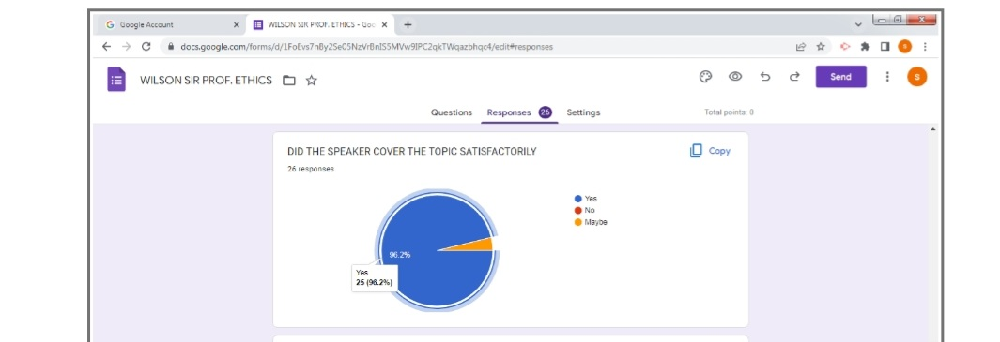 Google Account
WILSON SIR PROF. ETHICS - Goo
docs.google.com/forms/d/1FoEvs7nBy2Se05NzVrBnIS5MVw9IPC2qkTWqazbhqc4/edit#responses
WILSON SIR PROF. ETHICS
Send
S
Questions Responses 26 Settings
Total points: 0
DID THE SPEAKER COVER THE TOPIC SATISFACTORILY
Copy
26 responses
Yes
No
Maybe
96.2%
Yes
25 (96.2%)